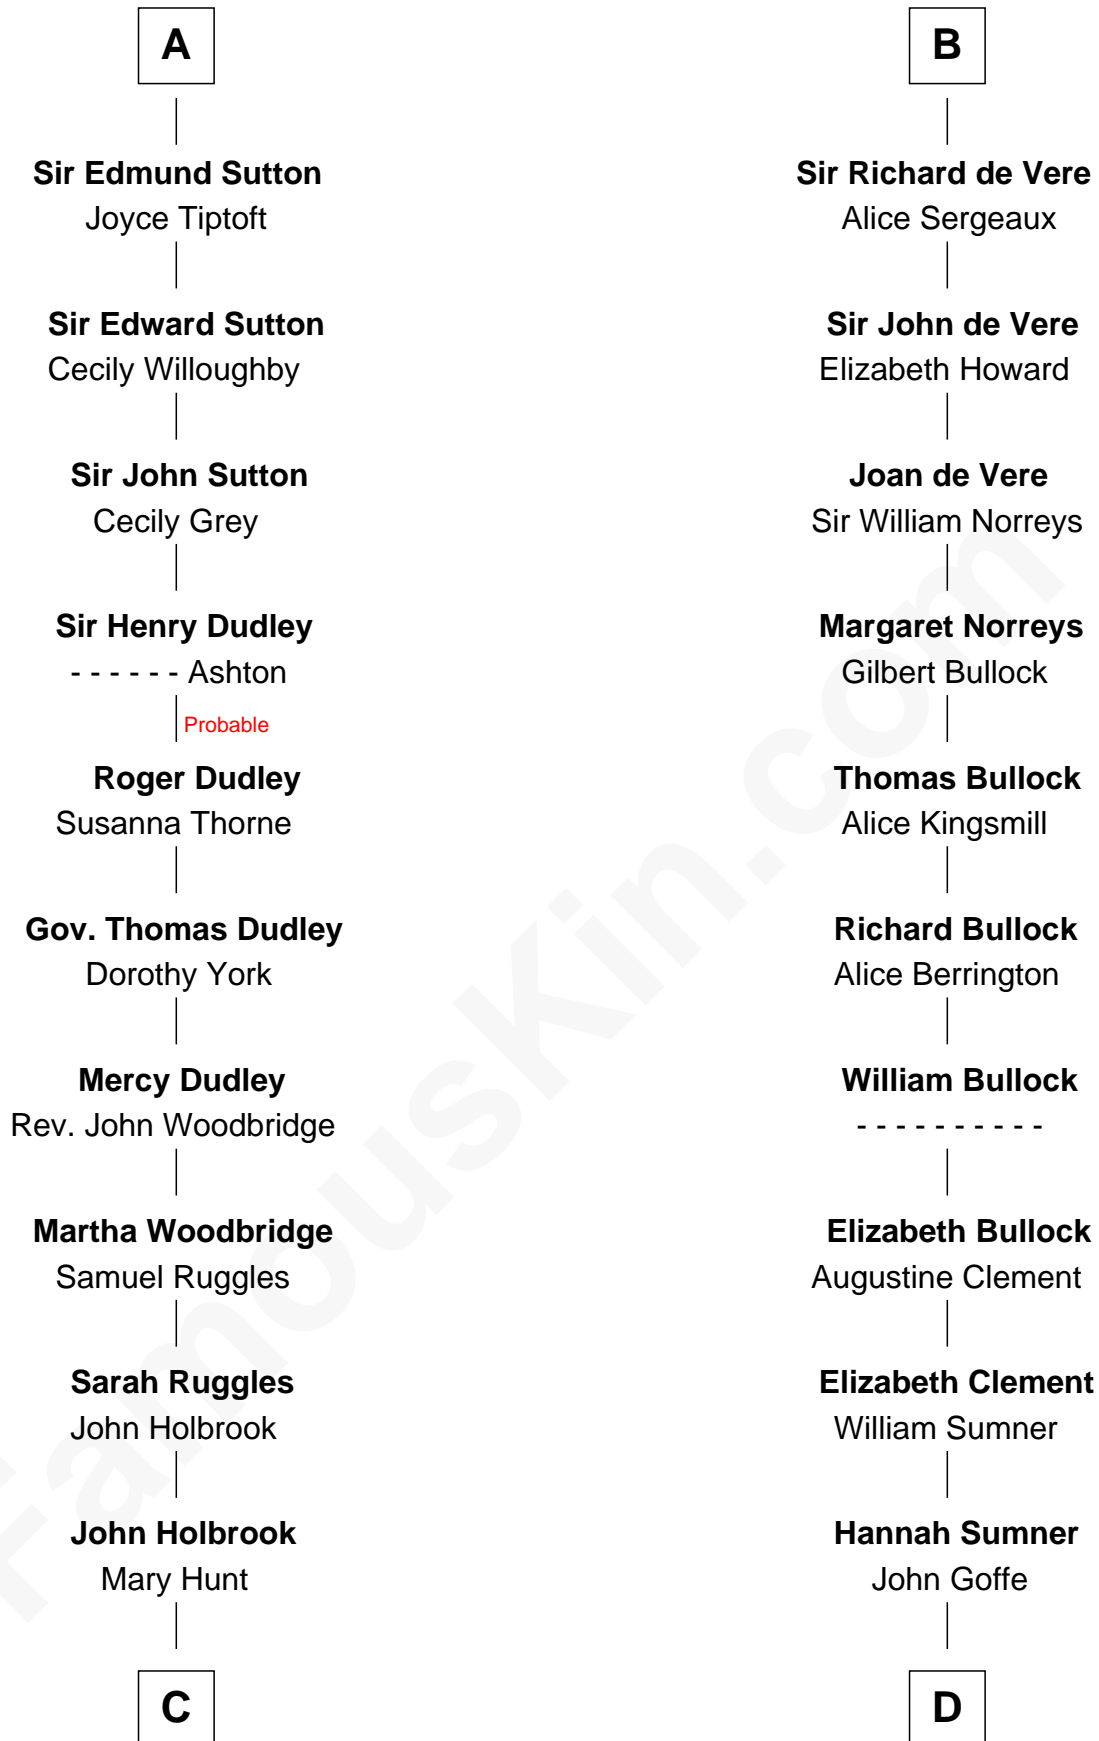 A
Sir Edmund Sutton
Joyce Tiptoft
Sir Edward Sutton
Cecily Willoughby
Sir John Sutton
Cecily Grey
Sir Henry Dudley
- - - - - - Ashton
Probable
Roger Dudley
Susanna Thorne
Gov. Thomas Dudley
Dorothy York
Mercy Dudley
Rev. John Woodbridge
Martha Woodbridge
Samuel Ruggles
Sarah Ruggles
John Holbrook
John Holbrook
Mary Hunt
C
B
Sir Richard de Vere
Alice Sergeaux
Sir John de Vere
Elizabeth Howard
Joan de Vere
Sir William Norreys
Margaret Norreys
Gilbert Bullock
Thomas Bullock
Alice Kingsmill
Richard Bullock
Alice Berrington
William Bullock
- - - - - - - - - -
Elizabeth Bullock
Augustine Clement
Elizabeth Clement
William Sumner
Hannah Sumner
John Goffe
D
FamousKin.com